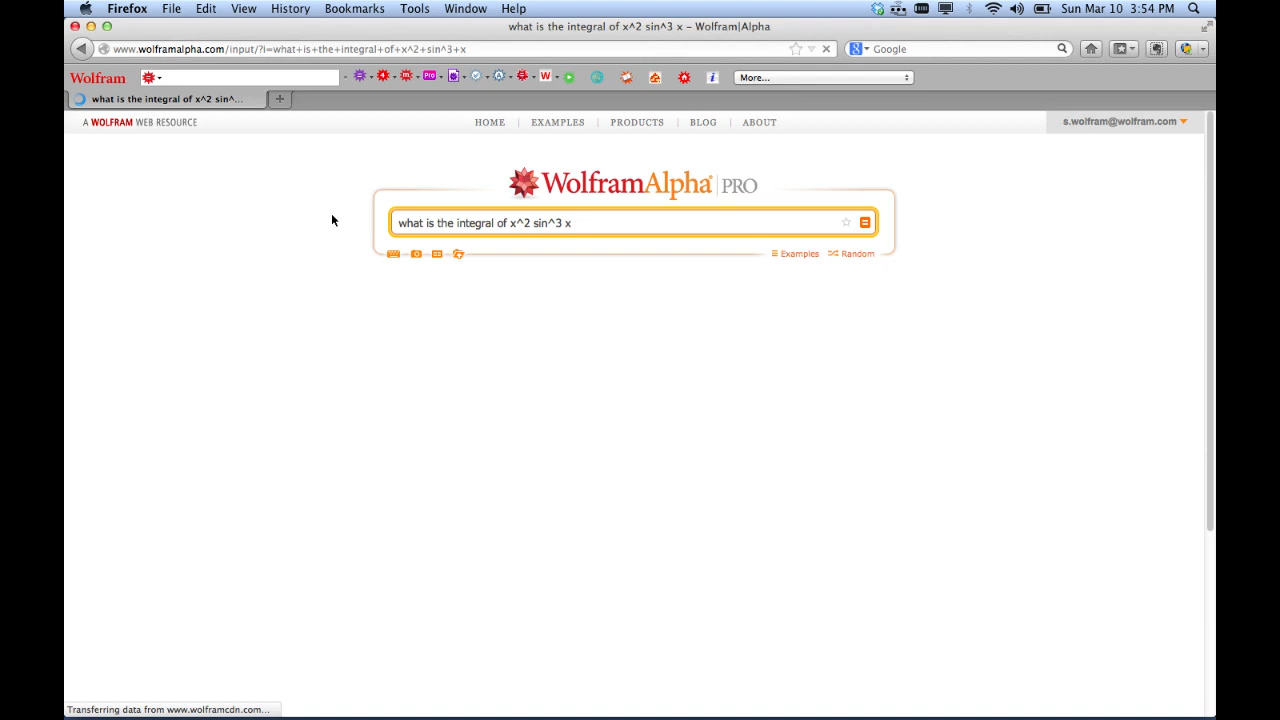 Firefox File Edit View History Bookmarks Tools Window Help Sun Mar 10 3:54 PM
what is the integral of x^2 sin^3 x – Wolfram|Alpha
www.wolframalpha.com/input/?i=what+is+the+integral+of+x^2+sin^3+x Google
Wolfram Pro W i More...
what is the integral of x^2 sin^...
A WOLFRAM WEB RESOURCE HOME | EXAMPLES | PRODUCTS | BLOG | ABOUT s.wolfram@wolfram.com
WolframAlpha PRO
what is the integral of x^2 sin^3 x
Examples Random
Transferring data from www.wolframcdn.com...